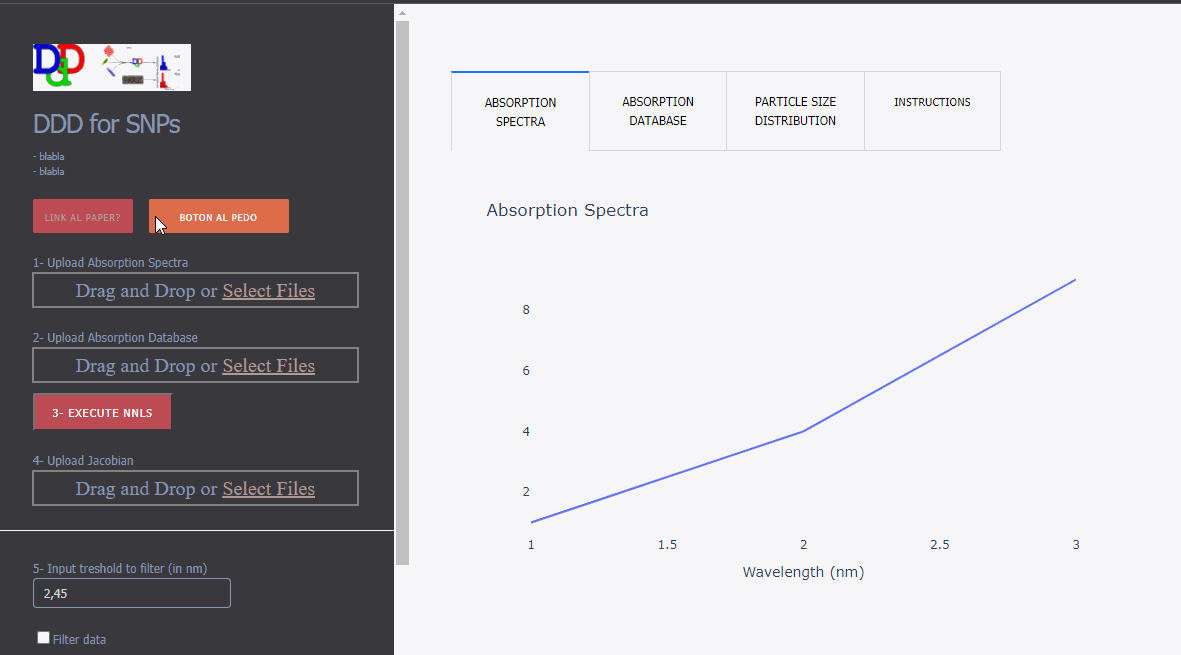 DDD
DDD for SNPs
- blabla
- blabla
LINK AL PAPER?
BOTON AL PEDO
1- Upload Absorption Spectra
Drag and Drop or Select Files
2- Upload Absorption Database
Drag and Drop or Select Files
3- EXECUTE NNLS
4- Upload Jacobian
Drag and Drop or Select Files
5- Input treshold to filter (in nm)
2,45
Filter data
ABSORPTION
SPECTRA
ABSORPTION
DATABASE
PARTICLE SIZE
DISTRIBUTION
INSTRUCTIONS
Absorption Spectra
8
6
4
2
1 1.5 2 2.5 3
Wavelength (nm)